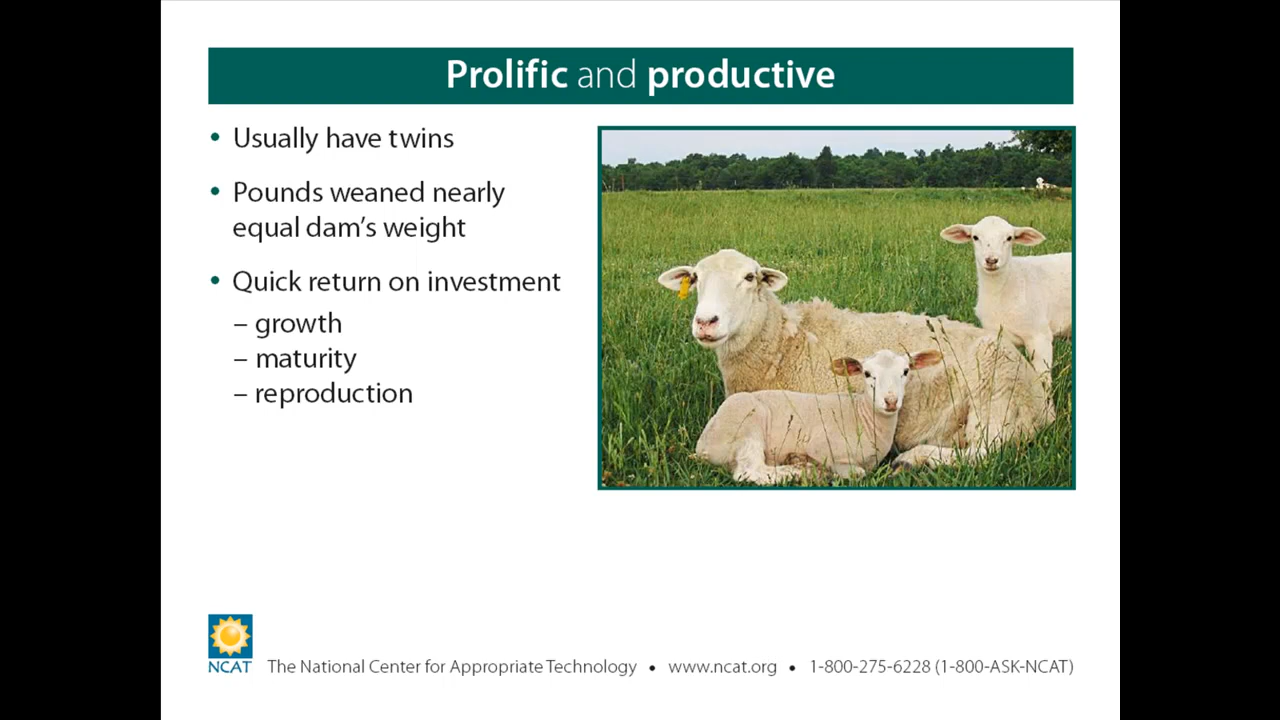 Prolific and productive
• Usually have twins
• Pounds weaned nearly
equal dam's weight
• Quick return on investment
– growth
– maturity
– reproduction
NCAT
The National Center for Appropriate Technology • www.ncat.org • 1-800-275-6228 (1-800-ASK-NCAT)